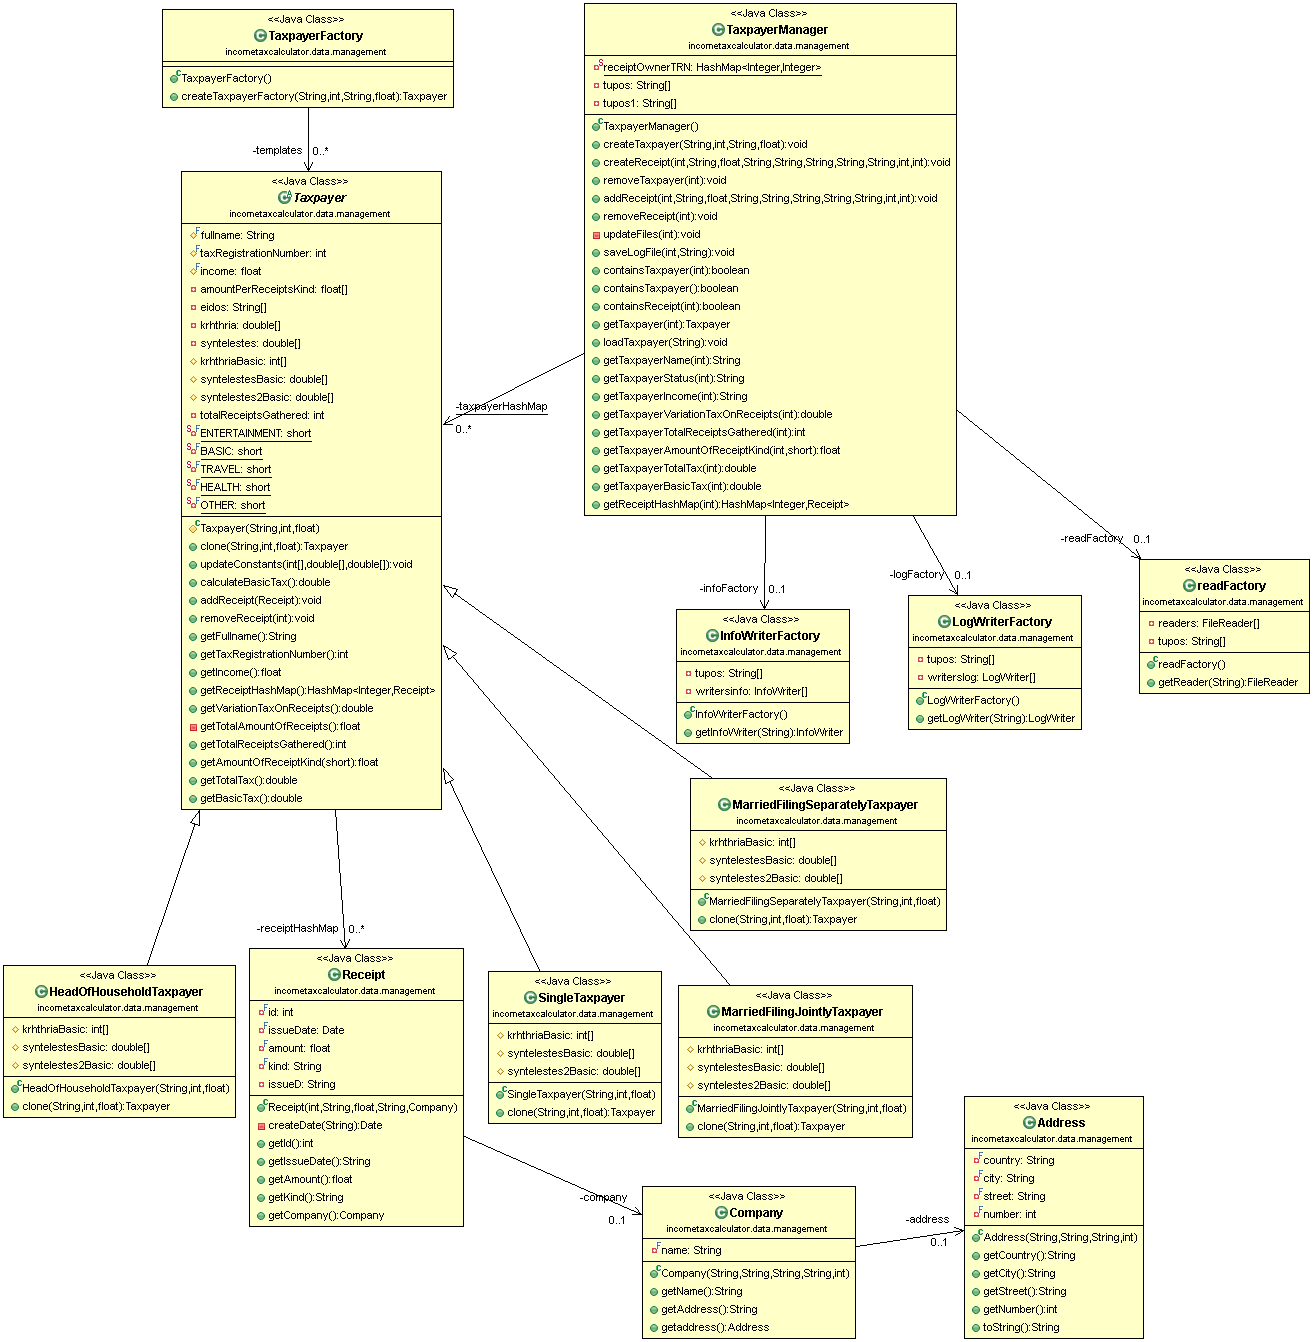 <<Java Class>>
TaxpayerFactory
incometaxcalculator.data.management
TaxpayerFactory()
createTaxpayerFactory(String,int,String,float):Taxpayer
-templates
0..*
<<Java Class>>
TaxpayerManager
incometaxcalculator.data.management
receiptOwnerTRN: HashMap<Integer,Integer>
tupos: String[]
tupos1: String[]
TaxpayerManager()
createTaxpayer(String,int,String,float):void
createReceipt(int,String,float,String,String,String,String,String,int,int):void
removeTaxpayer(int):void
addReceipt(int,String,float,String,String,String,String,String,int,int):void
removeReceipt(int):void
updateFiles(int):void
saveLogFile(int,String):void
containsTaxpayer(int):boolean
containsTaxpayer():boolean
containsReceipt(int):boolean
getTaxpayer(int):Taxpayer
loadTaxpayer(String):void
getTaxpayerName(int):String
getTaxpayerStatus(int):String
getTaxpayerIncome(int):String
getTaxpayerVariationTaxOnReceipts(int):double
getTaxpayerTotalReceiptsGathered(int):int
getTaxpayerAmountOfReceiptKind(int,short):float
getTaxpayerTotalTax(int):double
getTaxpayerBasicTax(int):double
getReceiptHashMap(int):HashMap<Integer,Receipt>
<<Java Class>>
Taxpayer
incometaxcalculator.data.management
fullname: String
taxRegistrationNumber: int
income: float
amountPerReceiptsKind: float[]
eidos: String[]
krhthria: double[]
syntelestes: double[]
krhthriaBasic: int[]
syntelestesBasic: double[]
syntelestes2Basic: double[]
totalReceiptsGathered: int
ENTERTAINMENT: short
BASIC: short
TRAVEL: short
HEALTH: short
OTHER: short
Taxpayer(String,int,float)
clone(String,int,float):Taxpayer
updateConstants(int[],double[],double[]):void
calculateBasicTax():double
addReceipt(Receipt):void
removeReceipt(int):void
getFullname():String
getTaxRegistrationNumber():int
getIncome():float
getReceiptHashMap():HashMap<Integer,Receipt>
getVariationTaxOnReceipts():double
getTotalAmountOfReceipts():float
getTotalReceiptsGathered():int
getAmountOfReceiptKind(short):float
getTotalTax():double
getBasicTax():double
-taxpayerHashMap
0..*
-readFactory
0..1
-infoFactory
0..1
-logFactory
0..1
<<Java Class>>
readFactory
incometaxcalculator.data.management
readers: FileReader[]
tupos: String[]
readFactory()
getReader(String):FileReader
<<Java Class>>
LogWriterFactory
incometaxcalculator.data.management
tupos: String[]
writerslog: LogWriter[]
LogWriterFactory()
getLogWriter(String):LogWriter
<<Java Class>>
InfoWriterFactory
incometaxcalculator.data.management
tupos: String[]
writersinfo: InfoWriter[]
InfoWriterFactory()
getInfoWriter(String):InfoWriter
<<Java Class>>
MarriedFilingSeparatelyTaxpayer
incometaxcalculator.data.management
krhthriaBasic: int[]
syntelestesBasic: double[]
syntelestes2Basic: double[]
MarriedFilingSeparatelyTaxpayer(String,int,float)
clone(String,int,float):Taxpayer
-receiptHashMap
0..*
<<Java Class>>
HeadOfHouseholdTaxpayer
incometaxcalculator.data.management
krhthriaBasic: int[]
syntelestesBasic: double[]
syntelestes2Basic: double[]
HeadOfHouseholdTaxpayer(String,int,float)
clone(String,int,float):Taxpayer
<<Java Class>>
Receipt
incometaxcalculator.data.management
id: int
issueDate: Date
amount: float
kind: String
issueD: String
Receipt(int,String,float,String,Company)
createDate(String):Date
getId():int
getIssueDate():String
getAmount():float
getKind():String
getCompany():Company
<<Java Class>>
SingleTaxpayer
incometaxcalculator.data.management
krhthriaBasic: int[]
syntelestesBasic: double[]
syntelestes2Basic: double[]
SingleTaxpayer(String,int,float)
clone(String,int,float):Taxpayer
<<Java Class>>
MarriedFilingJointlyTaxpayer
incometaxcalculator.data.management
krhthriaBasic: int[]
syntelestesBasic: double[]
syntelestes2Basic: double[]
MarriedFilingJointlyTaxpayer(String,int,float)
clone(String,int,float):Taxpayer
-company
0..1
<<Java Class>>
Company
incometaxcalculator.data.management
name: String
Company(String,String,String,String,int)
getName():String
getAddress():String
getaddress():Address
-address
0..1
<<Java Class>>
Address
incometaxcalculator.data.management
country: String
city: String
street: String
number: int
Address(String,String,String,int)
getCountry():String
getCity():String
getStreet():String
getNumber():int
toString():String